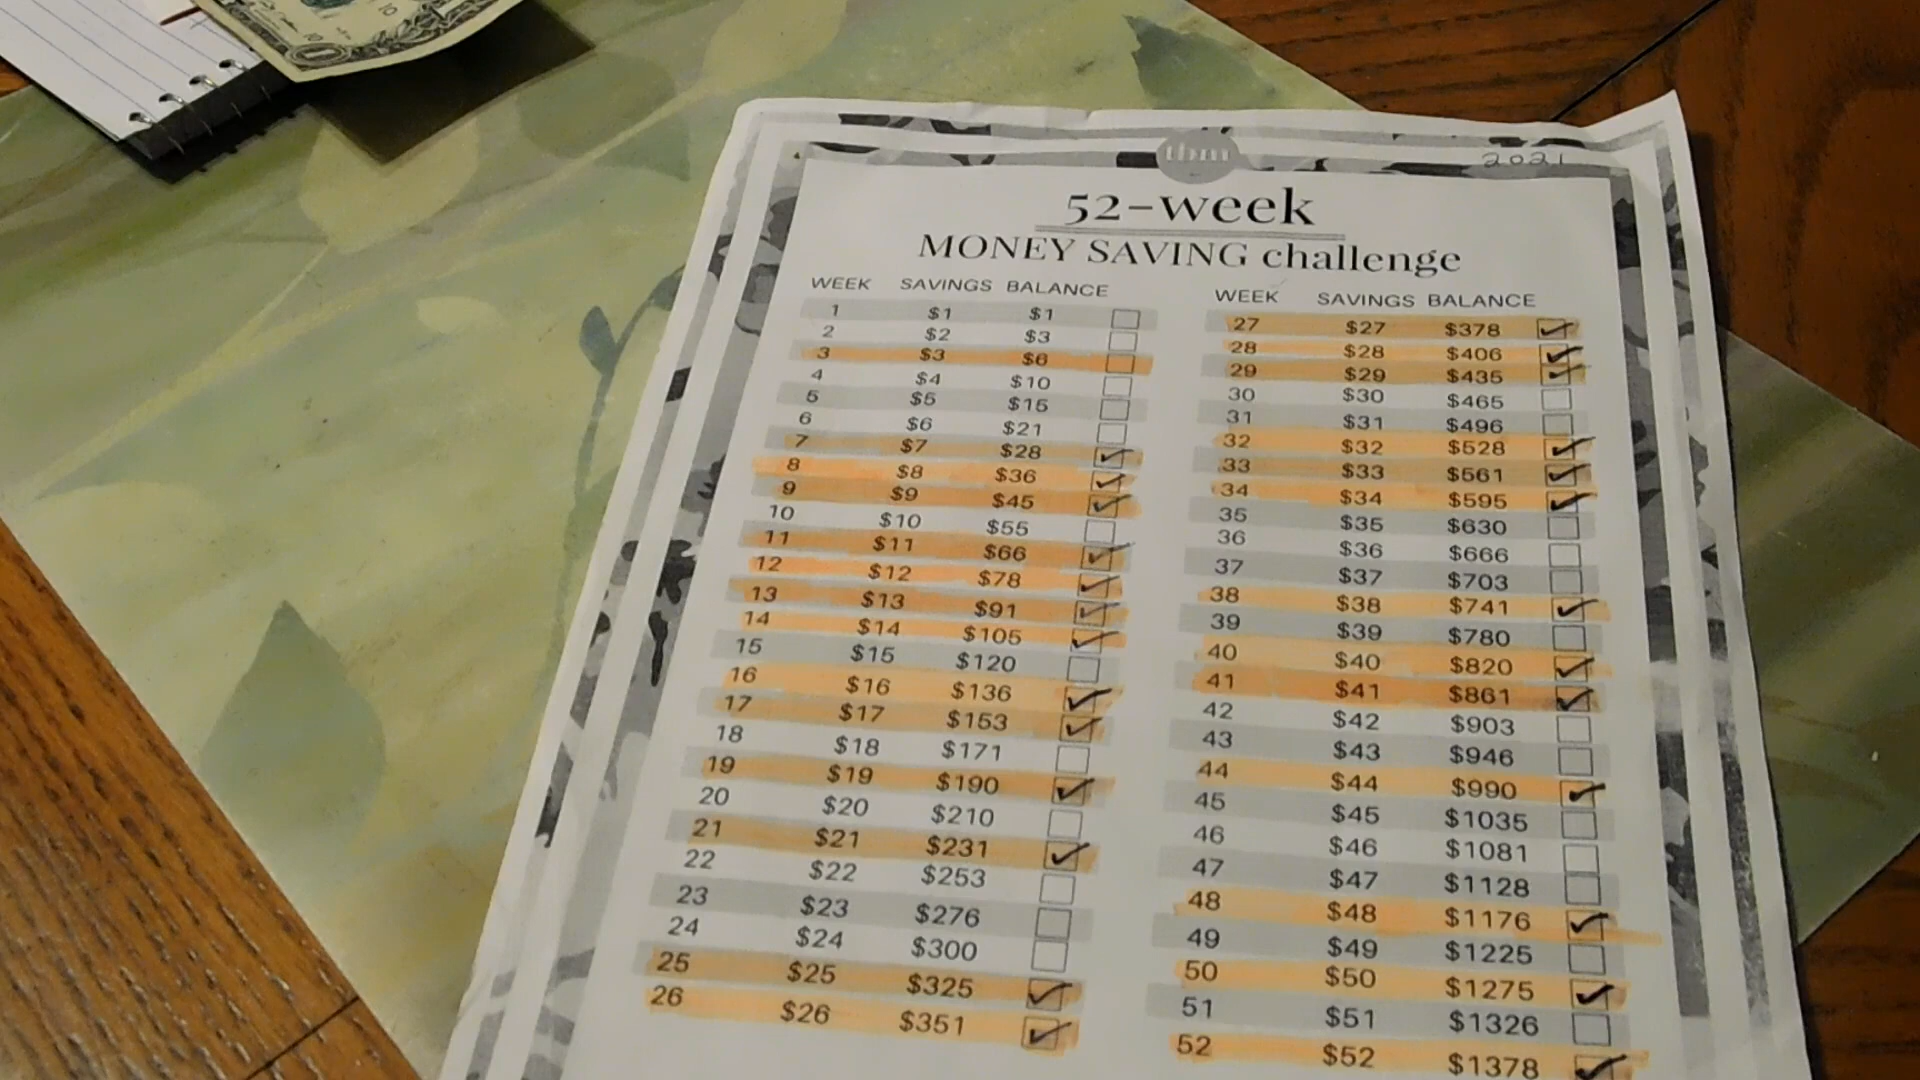 tbm
2021
52-week
MONEY SAVING challenge
WEEK SAVINGS BALANCE
1 $1 $1
2 $2 $3
3 $3 $6
4 $4 $10
5 $5 $15
6 $6 $21
7 $7 $28
8 $8 $36
9 $9 $45
10 $10 $55
11 $11 $66
12 $12 $78
13 $13 $91
14 $14 $105
15 $15 $120
16 $16 $136
17 $17 $153
18 $18 $171
19 $19 $190
20 $20 $210
21 $21 $231
22 $22 $253
23 $23 $276
24 $24 $300
25 $25 $325
26 $26 $351
WEEK SAVINGS BALANCE
27 $27 $378
28 $28 $406
29 $29 $435
30 $30 $465
31 $31 $496
32 $32 $528
33 $33 $561
34 $34 $595
35 $35 $630
36 $36 $666
37 $37 $703
38 $38 $741
39 $39 $780
40 $40 $820
41 $41 $861
42 $42 $903
43 $43 $946
44 $44 $990
45 $45 $1035
46 $46 $1081
47 $47 $1128
48 $48 $1176
49 $49 $1225
50 $50 $1275
51 $51 $1326
52 $52 $1378